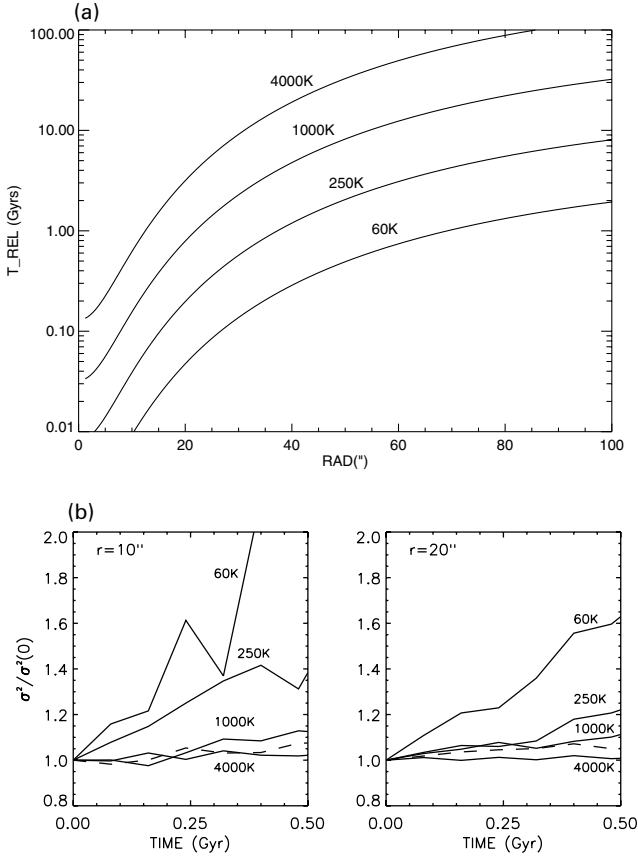 (a)
100.00
10.00
1.00
0.10
0.01
T_REL (Gyrs)
4000K
1000K
250K
60K
0 20 40 60 80 100
RAD(")
(b)
2.0
1.8
1.6
1.4
1.2
1.0
0.8
σ²/σ²(0)
r=10"
60K
250K
1000K
4000K
0.00 0.25 0.50
TIME (Gyr)
2.0
1.8
1.6
1.4
1.2
1.0
0.8
r=20"
60K
250K
1000K
4000K
0.00 0.25 0.50
TIME (Gyr)